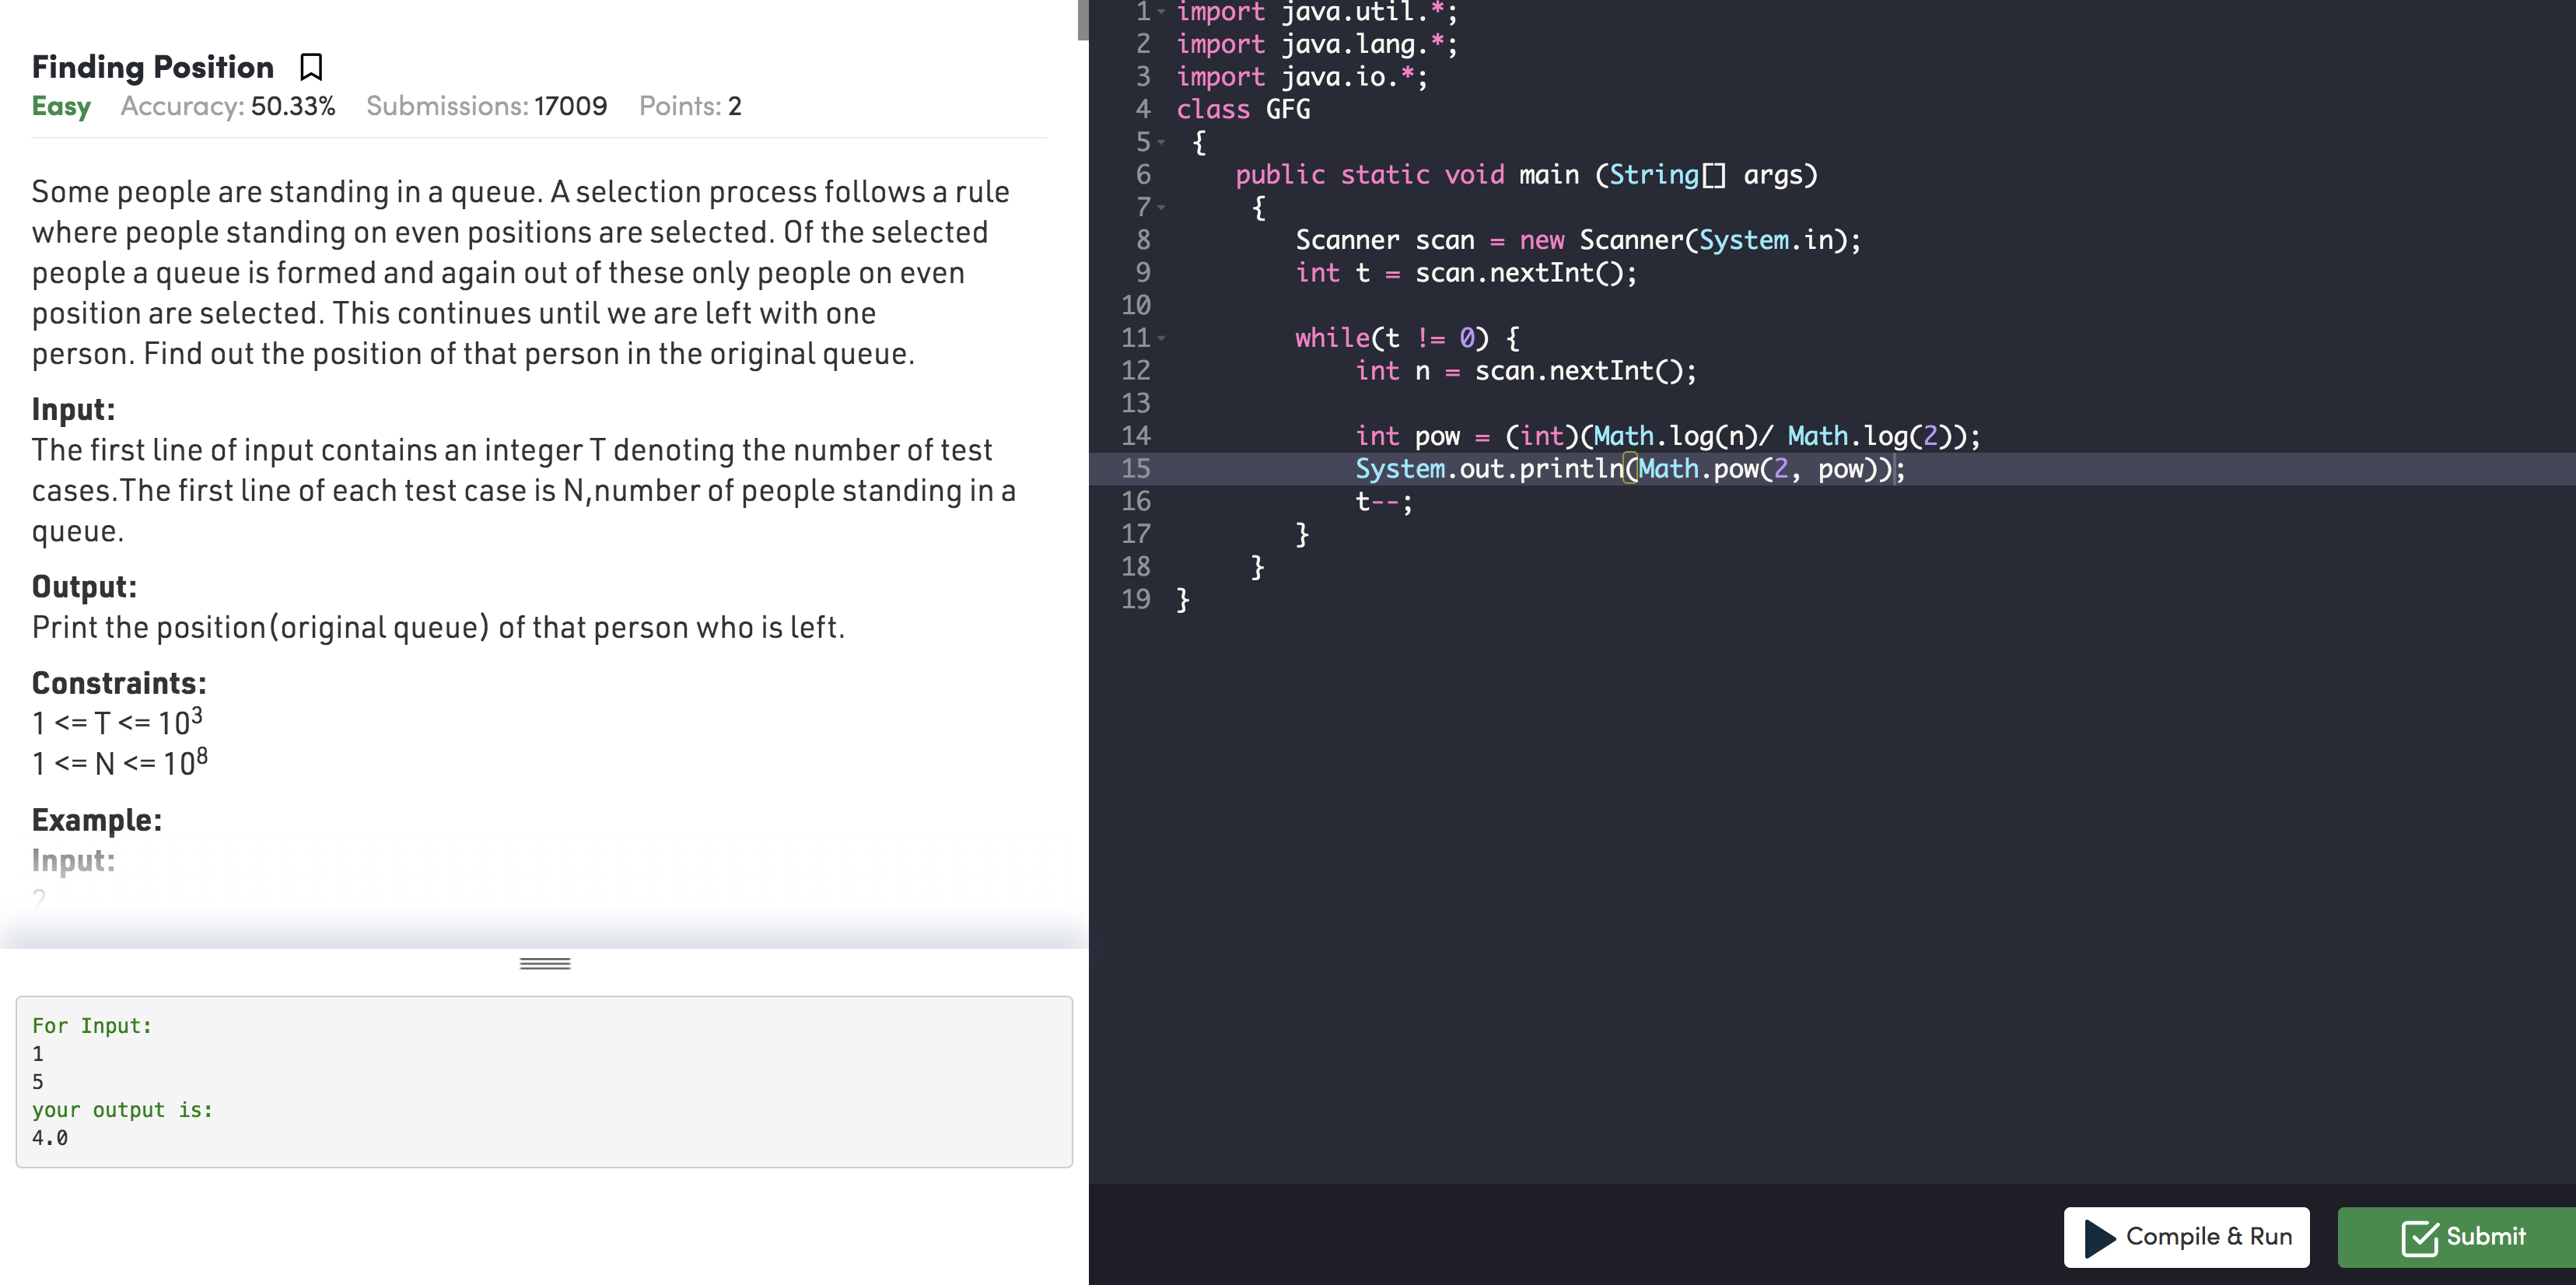 Finding Position
Easy Accuracy: 50.33% Submissions: 17009 Points: 2
Some people are standing in a queue. A selection process follows a rule
where people standing on even positions are selected. Of the selected
people a queue is formed and again out of these only people on even
position are selected. This continues until we are left with one
person. Find out the position of that person in the original queue.
Input:
The first line of input contains an integer T denoting the number of test
cases.The first line of each test case is N,number of people standing in a
queue.
Output:
Print the position(original queue) of that person who is left.
Constraints:
1 <= T <= 10³
1 <= N <= 10⁸
Example:
Input:
2
For Input:
1
5
your output is:
4.0
1 import java.util.*;
2 import java.lang.*;
3 import java.io.*;
4 class GFG
5 {
6 public static void main (String[] args)
7 {
8 Scanner scan = new Scanner(System.in);
9 int t = scan.nextInt();
10
11 while(t != 0) {
12 int n = scan.nextInt();
13
14 int pow = (int)(Math.log(n)/ Math.log(2));
15 System.out.println(Math.pow(2, pow));
16 t--;
17 }
18 }
19 }
Compile & Run
Submit